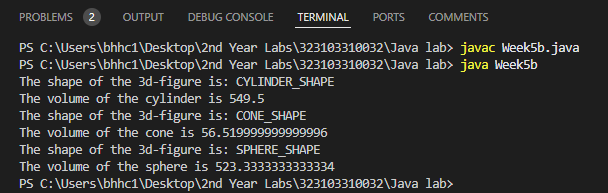 PROBLEMS 2 OUTPUT DEBUG CONSOLE TERMINAL PORTS COMMENTS
PS C:\Users\bhhc1\Desktop\2nd Year Labs\323103310032\Java lab> javac Week5b.java
PS C:\Users\bhhc1\Desktop\2nd Year Labs\323103310032\Java lab> java Week5b
The shape of the 3d-figure is: CYLINDER_SHAPE
The volume of the cylinder is 549.5
The shape of the 3d-figure is: CONE_SHAPE
The volume of the cone is 56.519999999999996
The shape of the 3d-figure is: SPHERE_SHAPE
The volume of the sphere is 523.3333333333334
PS C:\Users\bhhc1\Desktop\2nd Year Labs\323103310032\Java lab>